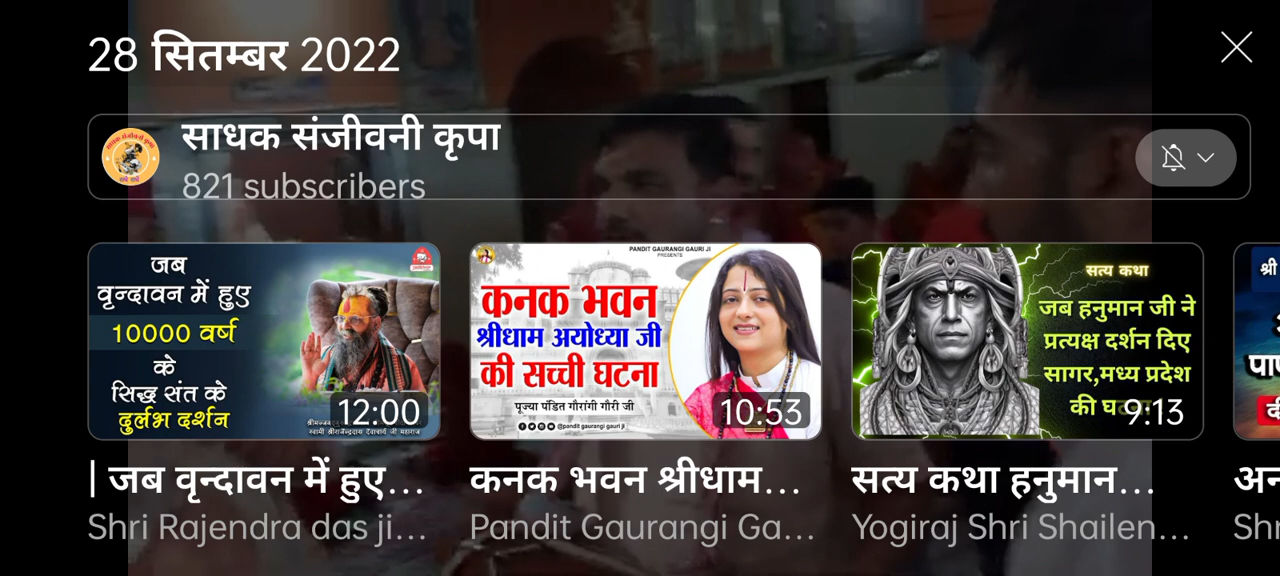 28 सितम्बर 2022
साधक संजीवनी कृपा
821 subscribers
जब
वृन्दावन में हुए
10000 वर्ष
के
सिद्ध संत के
दुर्लभ दर्शन
12:00
PANDIT GAURANGI GAURI JI
PRESENTS
कनक भवन
श्रीधाम अयोध्या जी
की सच्ची घटना
पूज्या पंडित गौरांगी गौरी जी
@pandit gaurangi gauri ji
10:53
सत्य कथा
जब हनुमान जी ने
प्रत्यक्ष दर्शन दिए
सागर,मध्य प्रदेश
की
9:13
श्री
| जब वृन्दावन में हुए...
Shri Rajendra das ji...
कनक भवन श्रीधाम...
Pandit Gaurangi Ga...
सत्य कथा हनुमान...
Yogiraj Shri Shailen...